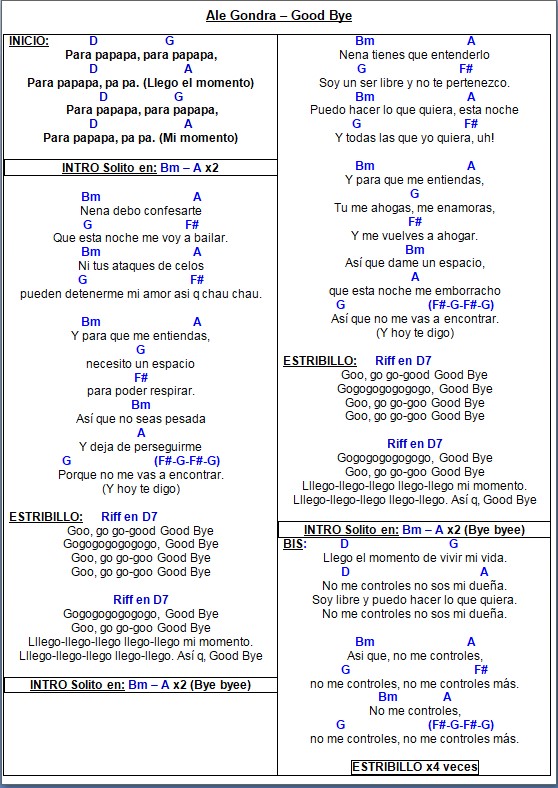 Ale Gondra – Good Bye
INICIO: D G
Para papapa, para papapa,
D A
Para papapa, pa pa. (Llego el momento)
D G
Para papapa, para papapa,
D A
Para papapa, pa pa. (Mi momento)
INTRO Solito en: Bm – A x2
Bm A
Nena debo confesarte
G F#
Que esta noche me voy a bailar.
Bm A
Ni tus ataques de celos
G F#
pueden detenerme mi amor asi q chau chau.
Bm A
Y para que me entiendas,
G
necesito un espacio
F#
para poder respirar.
Bm
Así que no seas pesada
A
Y deja de perseguirme
G (F#-G-F#-G)
Porque no me vas a encontrar.
(Y hoy te digo)
ESTRIBILLO: Riff en D7
Goo, go go-good Good Bye
Gogogogogogogo, Good Bye
Goo, go go-goo Good Bye
Goo, go go-goo Good Bye
Riff en D7
Gogogogogogogo, Good Bye
Goo, go go-goo Good Bye
Lllego-llego-llego llego-llego mi momento.
Lllego-llego-llego llego-llego. Así q, Good Bye
INTRO Solito en: Bm – A x2 (Bye byee)
Bm A
Nena tienes que entenderlo
G F#
Soy un ser libre y no te pertenezco.
Bm A
Puedo hacer lo que quiera, esta noche
G F#
Y todas las que yo quiera, uh!
Bm A
Y para que me entiendas,
G
Tu me ahogas, me enamoras,
F#
Y me vuelves a ahogar.
Bm
Así que dame un espacio,
A
que esta noche me emborracho
G (F#-G-F#-G)
Así que no me vas a encontrar.
(Y hoy te digo)
ESTRIBILLO: Riff en D7
Goo, go go-good Good Bye
Gogogogogogogo, Good Bye
Goo, go go-goo Good Bye
Goo, go go-goo Good Bye
Riff en D7
Gogogogogogogo, Good Bye
Goo, go go-goo Good Bye
Lllego-llego-llego llego-llego mi momento.
Lllego-llego-llego llego-llego. Así q, Good Bye
INTRO Solito en: Bm – A x2 (Bye byee)
BIS: D G
Llego el momento de vivir mi vida.
D A
No me controles no sos mi dueña.
Soy libre y puedo hacer lo que quiera.
No me controles no sos mi dueña.
Bm A
Asi que, no me controles,
G F#
no me controles, no me controles más.
Bm A
No me controles,
G (F#-G-F#-G)
no me controles, no me controles más.
ESTRIBILLO x4 veces